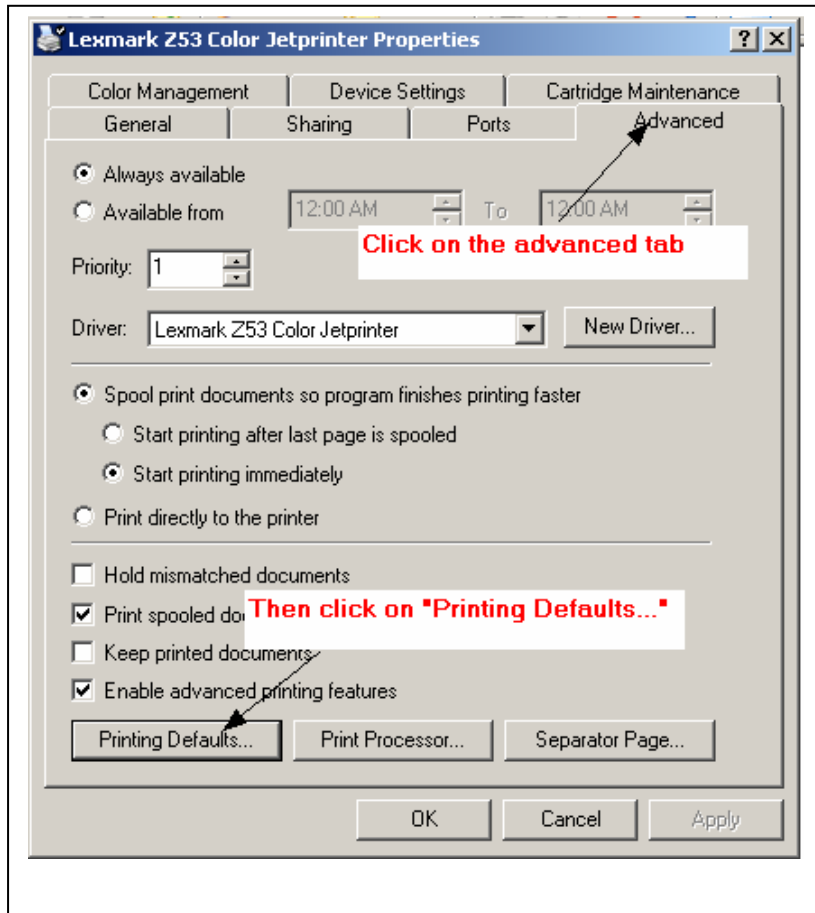 Lexmark Z53 Color Jetprinter Properties
Color Management Device Settings Cartridge Maintenance
General Sharing Ports Advanced
Always available
Available from 12:00 AM To 12:00 AM
Click on the advanced tab
Priority: 1
Driver: Lexmark Z53 Color Jetprinter New Driver...
Spool print documents so program finishes printing faster
Start printing after last page is spooled
Start printing immediately
Print directly to the printer
Hold mismatched documents
Print spooled
Then click on "Printing Defaults..."
Keep printed documents
Enable advanced printing features
Printing Defaults... Print Processor... Separator Page...
OK Cancel Apply